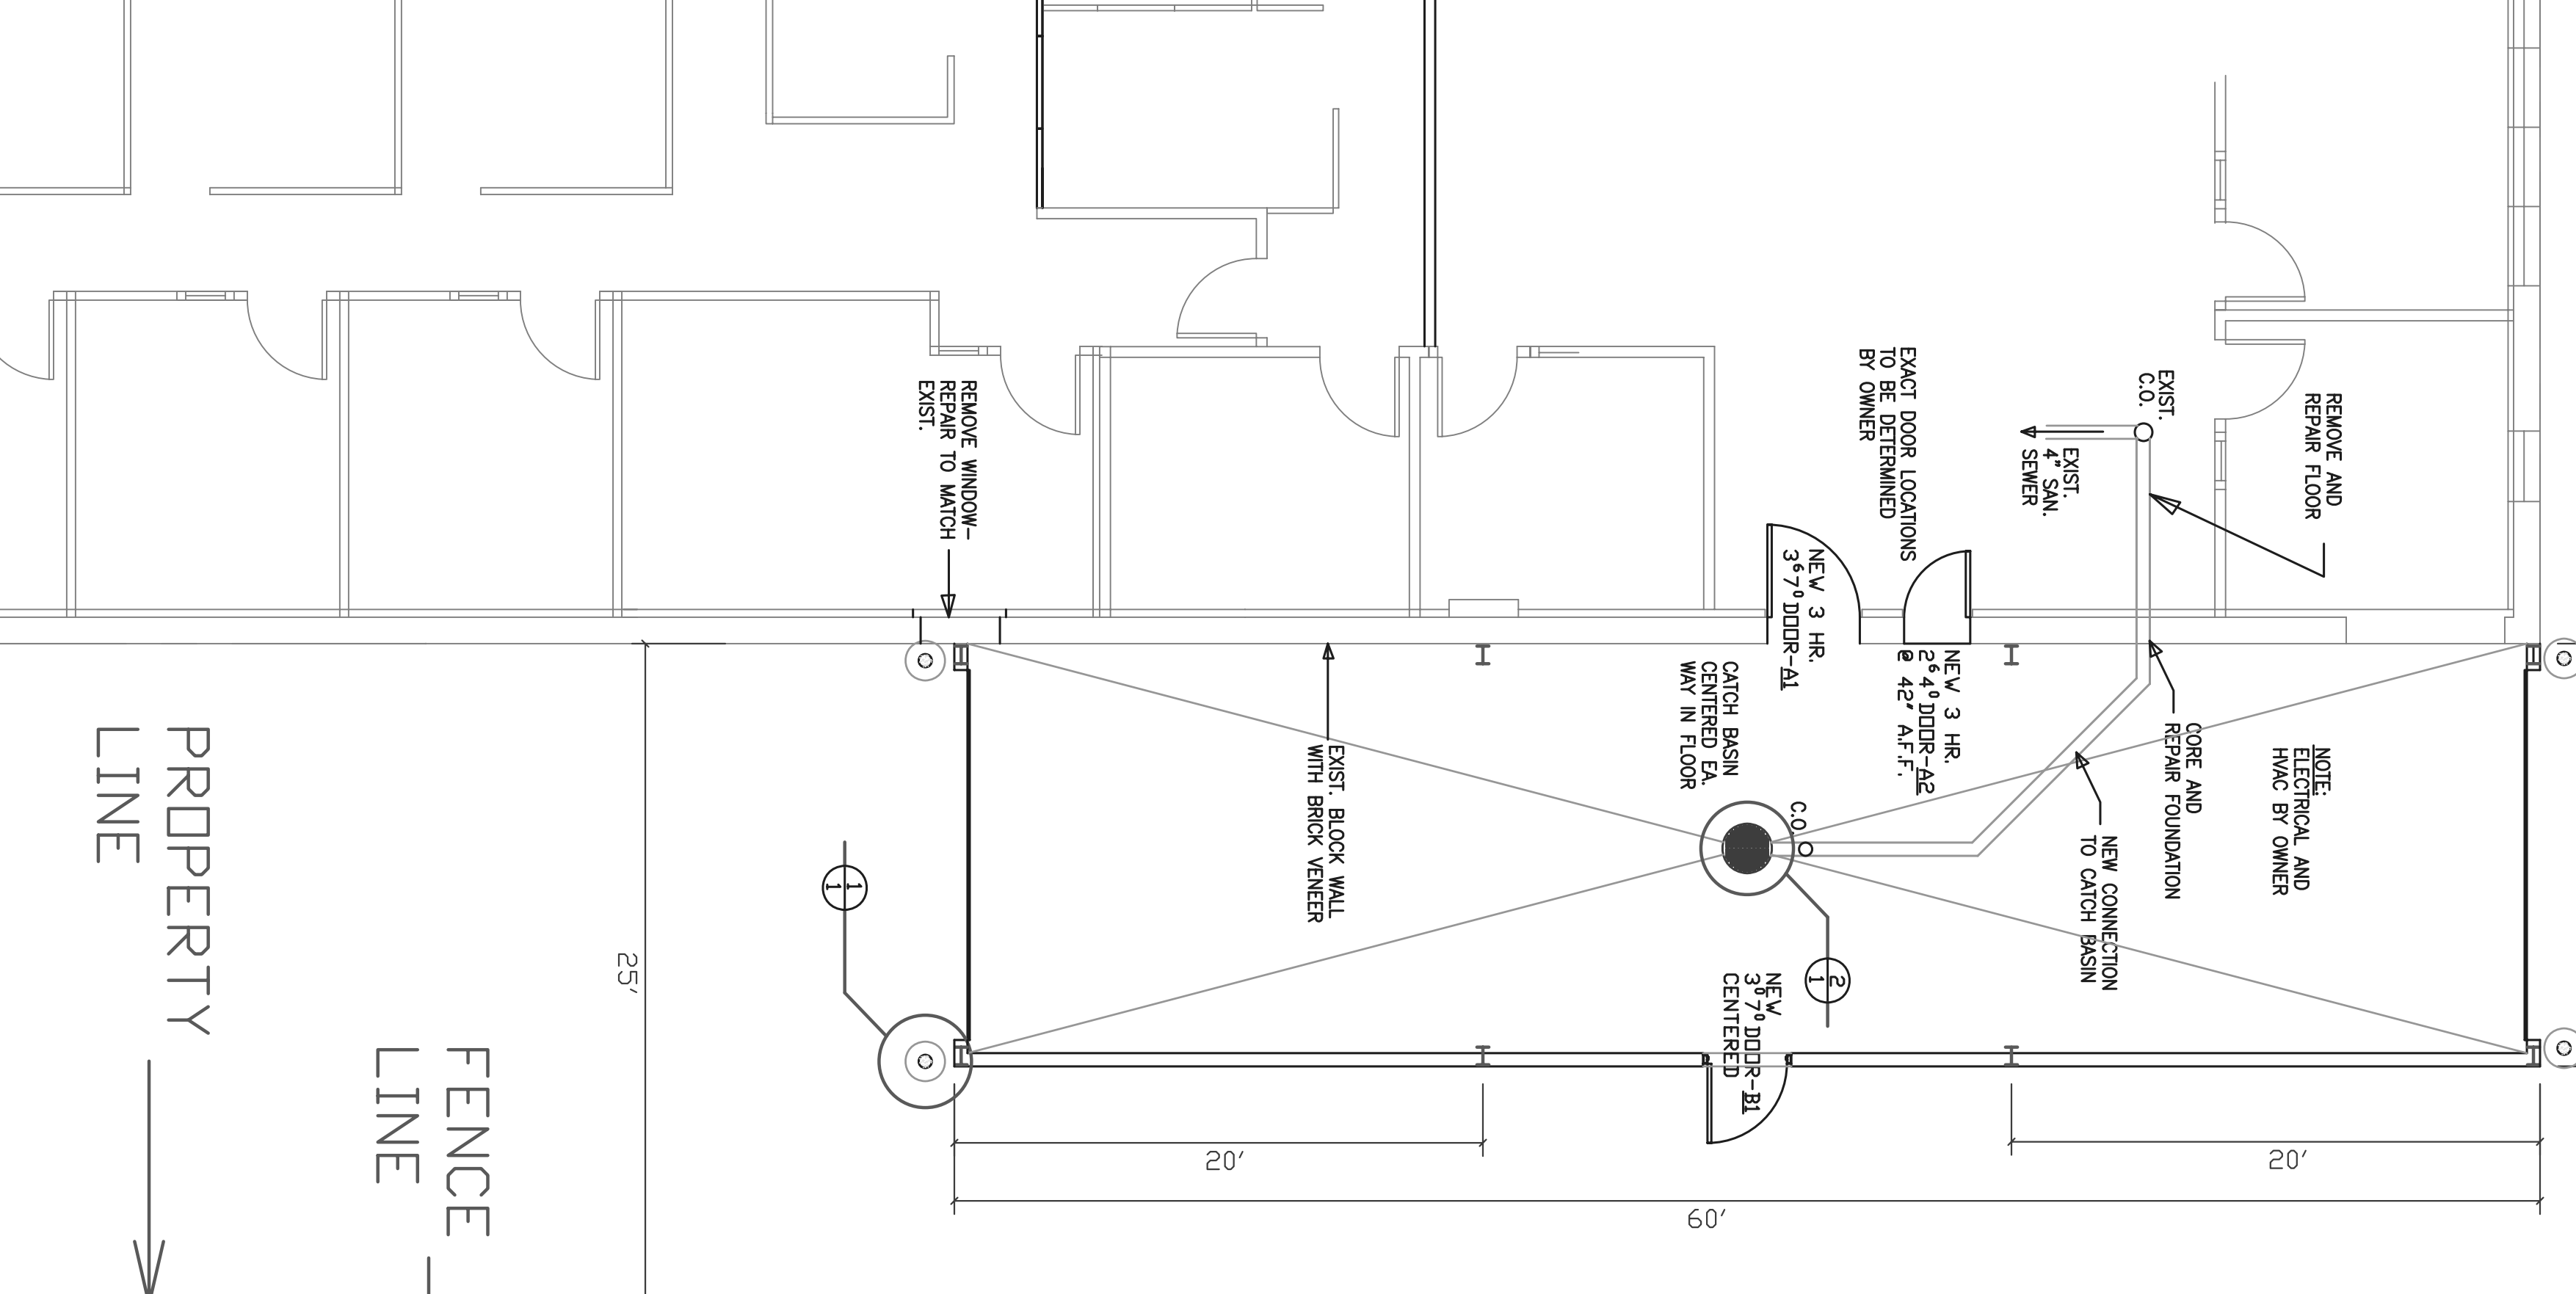 REMOVE WINDOW-
REPAIR TO MATCH
EXIST.
EXACT DOOR LOCATIONS
TO BE DETERMINED
BY OWNER
EXIST.
C.O.
EXIST.
4" SAN.
SEWER
REMOVE AND
REPAIR FLOOR
NEW 3 HR.
3⁶7⁰DOOR-A1
NEW 3 HR.
2⁶4⁰DOOR-A2
@ 42" A.F.F.
CATCH BASIN
CENTERED EA.
WAY IN FLOOR
EXIST. BLOCK WALL
WITH BRICK VENEER
C.O.
CORE AND
REPAIR FOUNDATION
NOTE:
ELECTRICAL AND
HVAC BY OWNER
NEW CONNECTION
TO CATCH BASIN
1
1
2
1
NEW
3⁰7⁰DOOR-B1
CENTERED
PROPERTY
LINE
FENCE
LINE
25'
20'
20'
60'